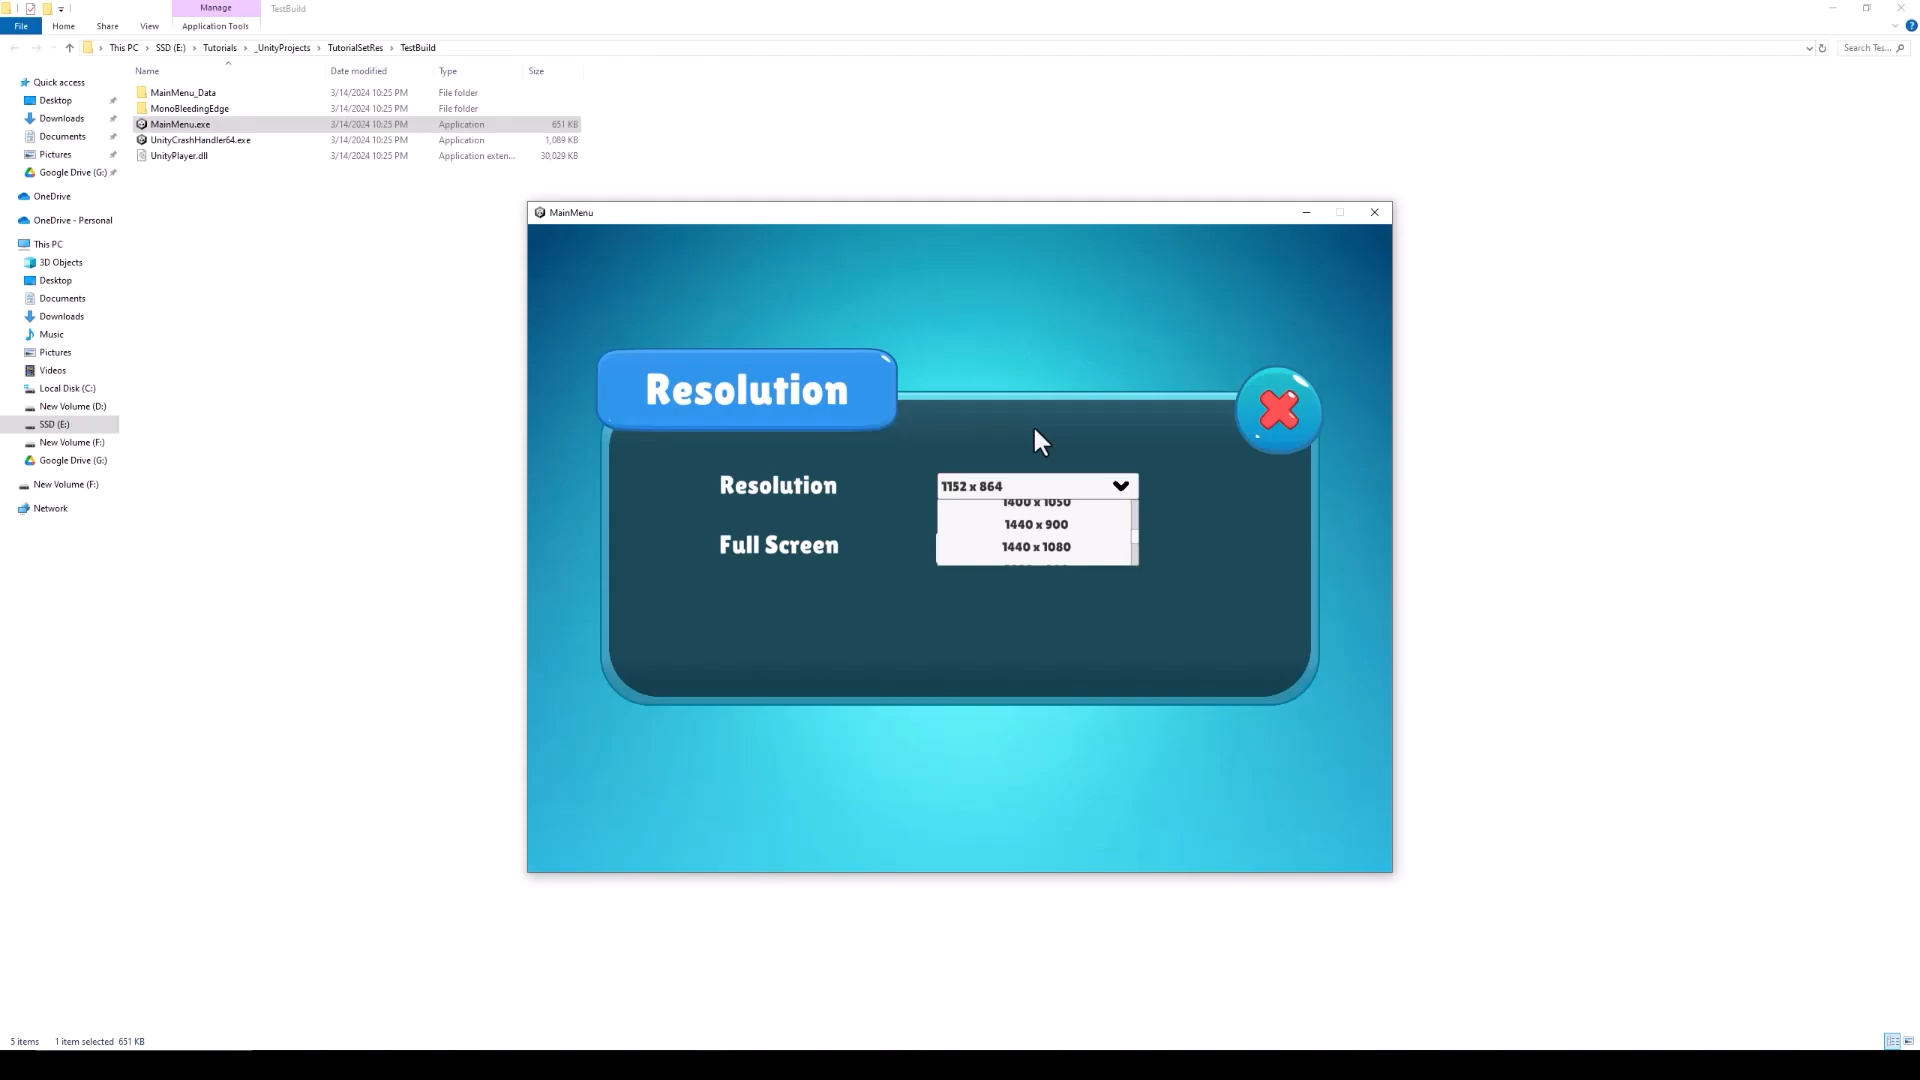 Manage
TestBuild
File
Home
Share
View
Application Tools
This PC
SSD (E:)
Tutorials
_UnityProjects
TutorialSetRes
TestBuild
Search Tes...
Name
Date modified
Type
Size
MainMenu_Data
3/14/2024 10:25 PM
File folder
MonoBleedingEdge
3/14/2024 10:25 PM
File folder
MainMenu.exe
3/14/2024 10:25 PM
Application
651 KB
UnityCrashHandler64.exe
3/14/2024 10:25 PM
Application
1,089 KB
UnityPlayer.dll
3/14/2024 10:25 PM
Application exten...
30,029 KB
Quick access
Desktop
Downloads
Documents
Pictures
Google Drive (G:)
OneDrive
OneDrive - Personal
This PC
3D Objects
Desktop
Documents
Downloads
Music
Pictures
Videos
Local Disk (C:)
New Volume (D:)
SSD (E:)
New Volume (F:)
Google Drive (G:)
New Volume (F:)
Network
MainMenu
Resolution
Resolution
1152 x 864
1400 x 1050
1440 x 900
1440 x 1080
Full Screen
5 items
1 item selected 651 KB